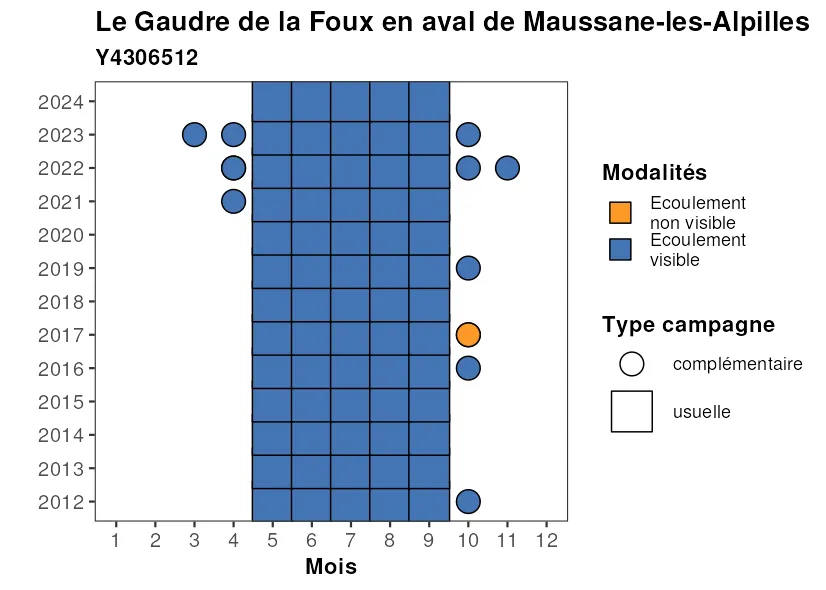 Le Gaudre de la Foux en aval de Maussane-les-Alpilles
Y4306512
2024
2023
2022
2021
2020
2019
2018
2017
2016
2015
2014
2013
2012
1 2 3 4 5 6 7 8 9 10 11 12
Mois
Modalités
Ecoulement
non visible
Ecoulement
visible
Type campagne
complémentaire
usuelle